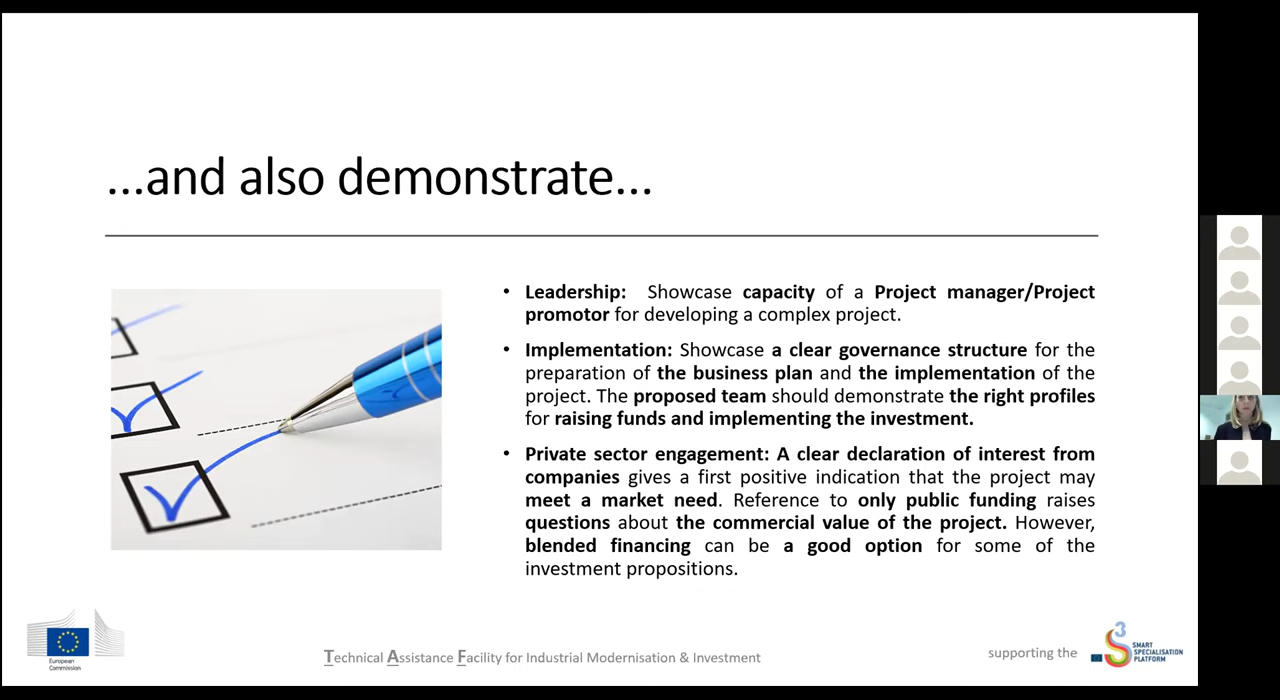 ...and also demonstrate...
• Leadership: Showcase capacity of a Project manager/Project
promotor for developing a complex project.
• Implementation: Showcase a clear governance structure for the
preparation of the business plan and the implementation of the
project. The proposed team should demonstrate the right profiles
for raising funds and implementing the investment.
• Private sector engagement: A clear declaration of interest from
companies gives a first positive indication that the project may
meet a market need. Reference to only public funding raises
questions about the commercial value of the project. However,
blended financing can be a good option for some of the
investment propositions.
European
Commission
Technical Assistance Facility for Industrial Modernisation & Investment
supporting the
S3
SMART
SPECIALISATION
PLATFORM